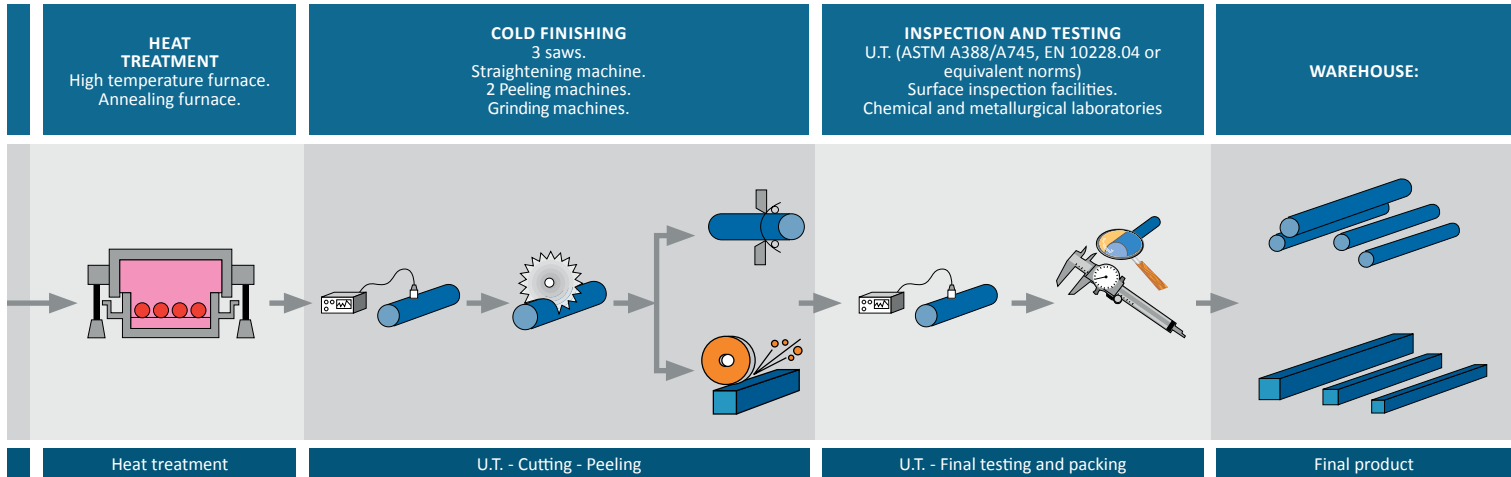 HEAT
TREATMENT
High temperature furnace.
Annealing furnace.
COLD FINISHING
3 saws.
Straightening machine.
2 Peeling machines.
Grinding machines.
INSPECTION AND TESTING
U.T. (ASTM A388/A745, EN 10228.04 or
equivalent norms)
Surface inspection facilities.
Chemical and metallurgical laboratories
WAREHOUSE:
Heat treatment
U.T. - Cutting - Peeling
U.T. - Final testing and packing
Final product